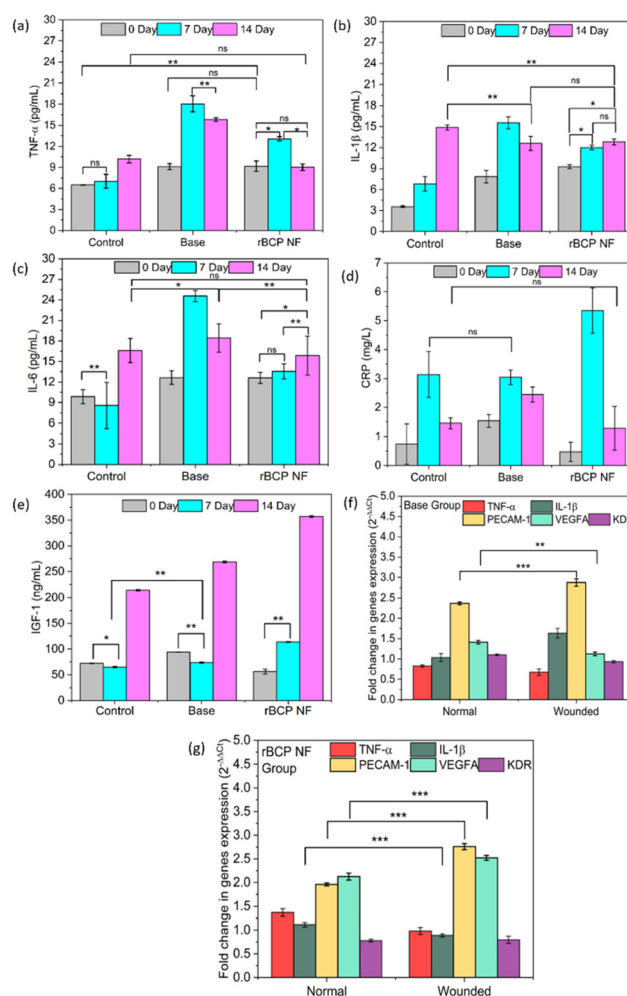 (a)
0 Day 7 Day 14 Day
ns
**
ns
**
ns
ns
*
*
TNF-α (pg/mL)
30
27
24
21
18
15
12
9
6
3
0
Control Base rBCP NF
(b)
0 Day 7 Day 14 Day
**
ns
**
*
ns
*
IL-1β (pg/mL)
30
27
24
21
18
15
12
9
6
3
0
Control Base rBCP NF
(c)
0 Day 7 Day 14 Day
ns
*
**
*
**
**
ns
IL-6 (pg/mL)
30
27
24
21
18
15
12
9
6
3
0
Control Base rBCP NF
(d)
0 Day 7 Day 14 Day
ns
ns
CRP (mg/L)
6
5
4
3
2
1
0
Control Base rBCP NF
(e)
0 Day 7 Day 14 Day
**
*
**
**
IGF-1 (ng/mL)
400
350
300
250
200
150
100
50
0
Control Base rBCP NF
(f)
Base Group
TNF-α IL-1β
PECAM-1 VEGFA KD
**
***
Fold change in genes expression (2^-ΔΔCt)
5.0
4.5
4.0
3.5
3.0
2.5
2.0
1.5
1.0
0.5
0.0
Normal Wounded
(g)
rBCP NF
Group
TNF-α IL-1β
PECAM-1 VEGFA KDR
***
***
***
Fold change in genes expression (2^-ΔΔCt)
5.0
4.5
4.0
3.5
3.0
2.5
2.0
1.5
1.0
0.5
0.0
Normal Wounded